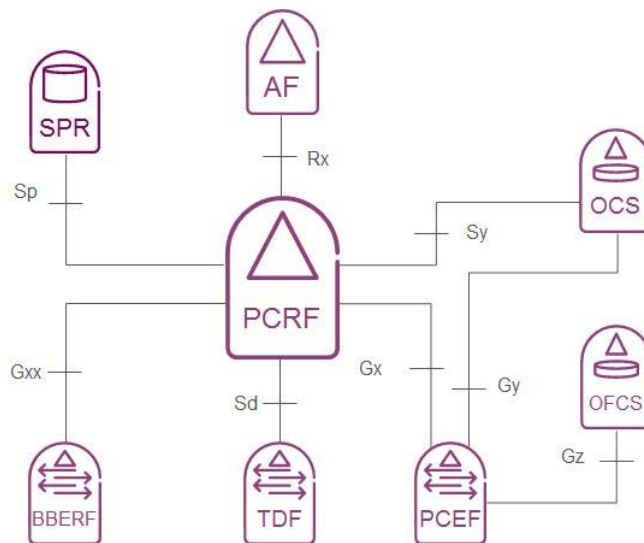 AF
SPR
Rx
Sp
OCS
Sy
PCRF
Gxx
Gx
Gy
OFCS
Sd
Gz
BBERF
TDF
PCEF